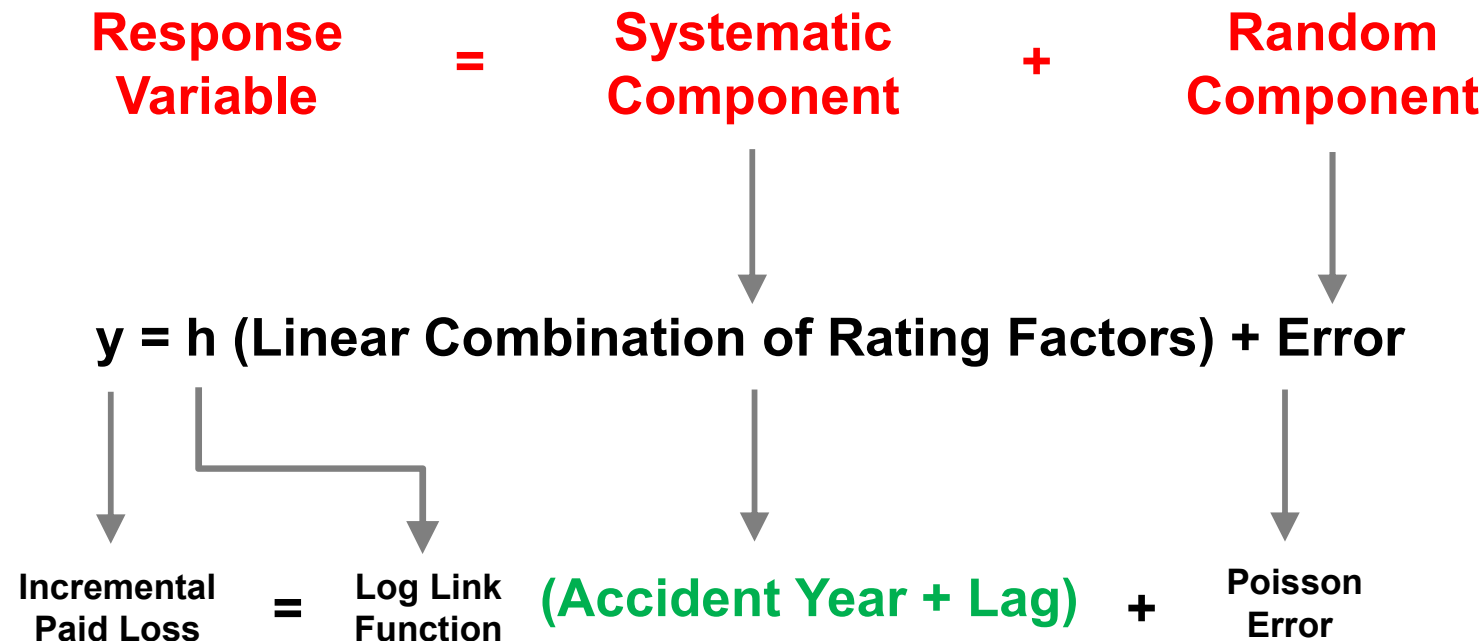 Response Variable = Systematic Component + Random Component
y = h (Linear Combination of Rating Factors) + Error
Incremental Paid Loss = Log Link Function (Accident Year + Lag) + Poisson Error